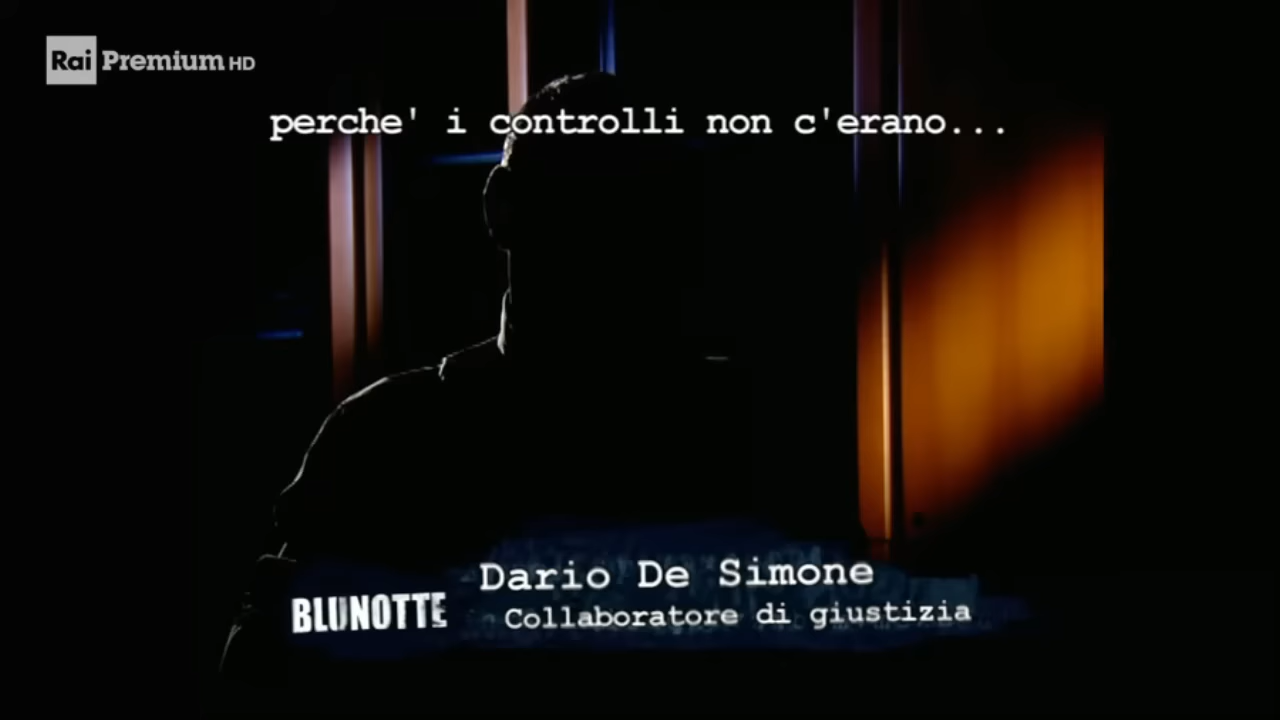 Rai Premium HD
perche' i controlli non c'erano...
Dario De Simone
BLUNOTTE
Collaboratore di giustizia